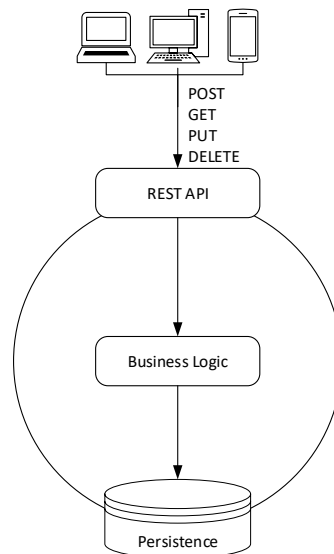 POST
GET
PUT
DELETE
REST API
Business Logic
Persistence